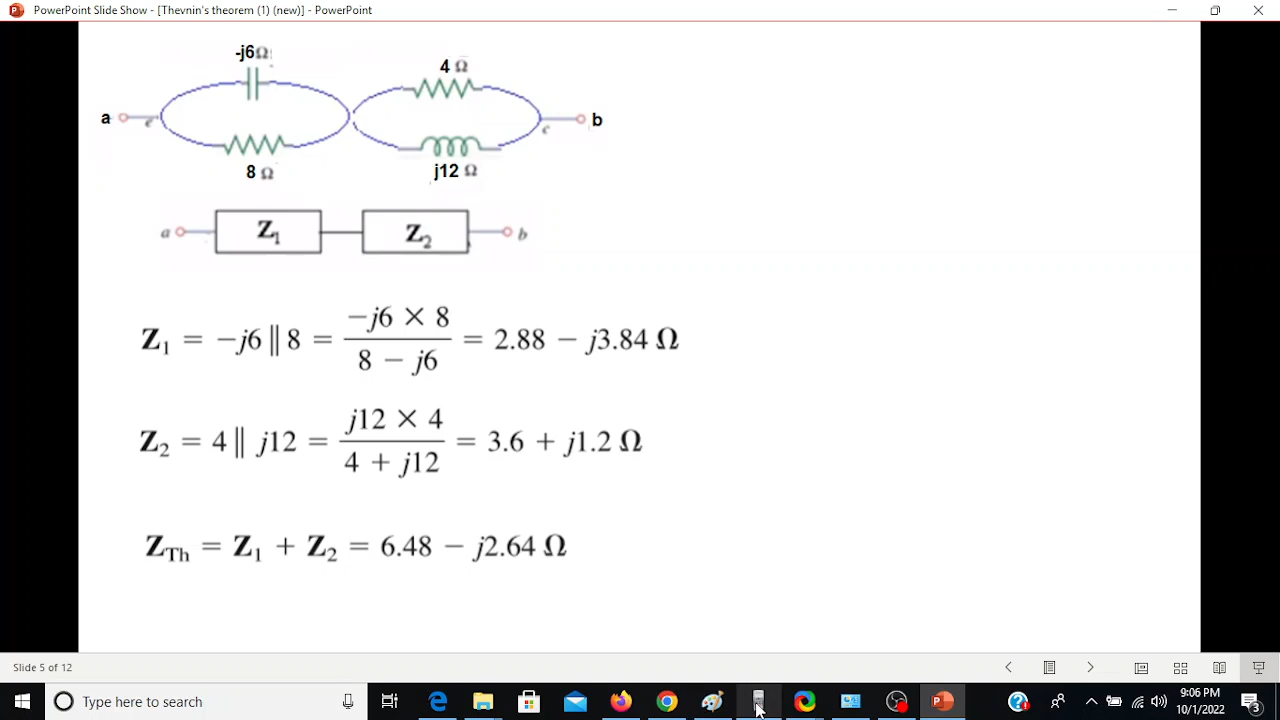 PowerPoint Slide Show - [Thevnin's theorem (1) (new)] - PowerPoint
-j6Ω
4 Ω
a
e
c
b
8 Ω
j12 Ω
a
Z₁
Z₂
b
Z₁ = −j6 ‖ 8 = (−j6 × 8)/(8 − j6) = 2.88 − j3.84 Ω
Z₂ = 4 ‖ j12 = (j12 × 4)/(4 + j12) = 3.6 + j1.2 Ω
Z_Th = Z₁ + Z₂ = 6.48 − j2.64 Ω
Slide 5 of 12
Type here to search
9:06 PM
10/1/2022
3